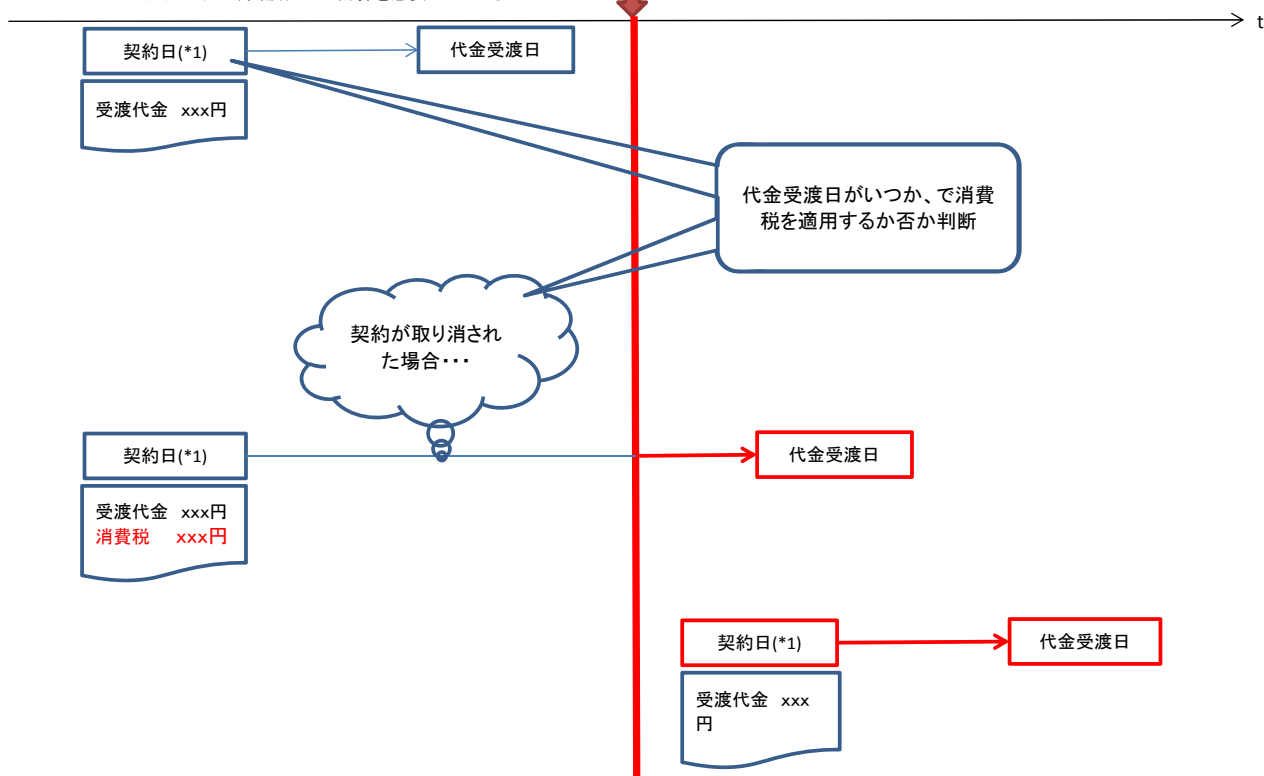 t
契約日(*1)
代金受渡日
受渡代金 xxx円
代金受渡日がいつか、で消費
税を適用するか否か判断
契約が取り消され
た場合・・・
契約日(*1)
代金受渡日
受渡代金 xxx円
消費税 xxx円
契約日(*1)
代金受渡日
受渡代金 xxx
円